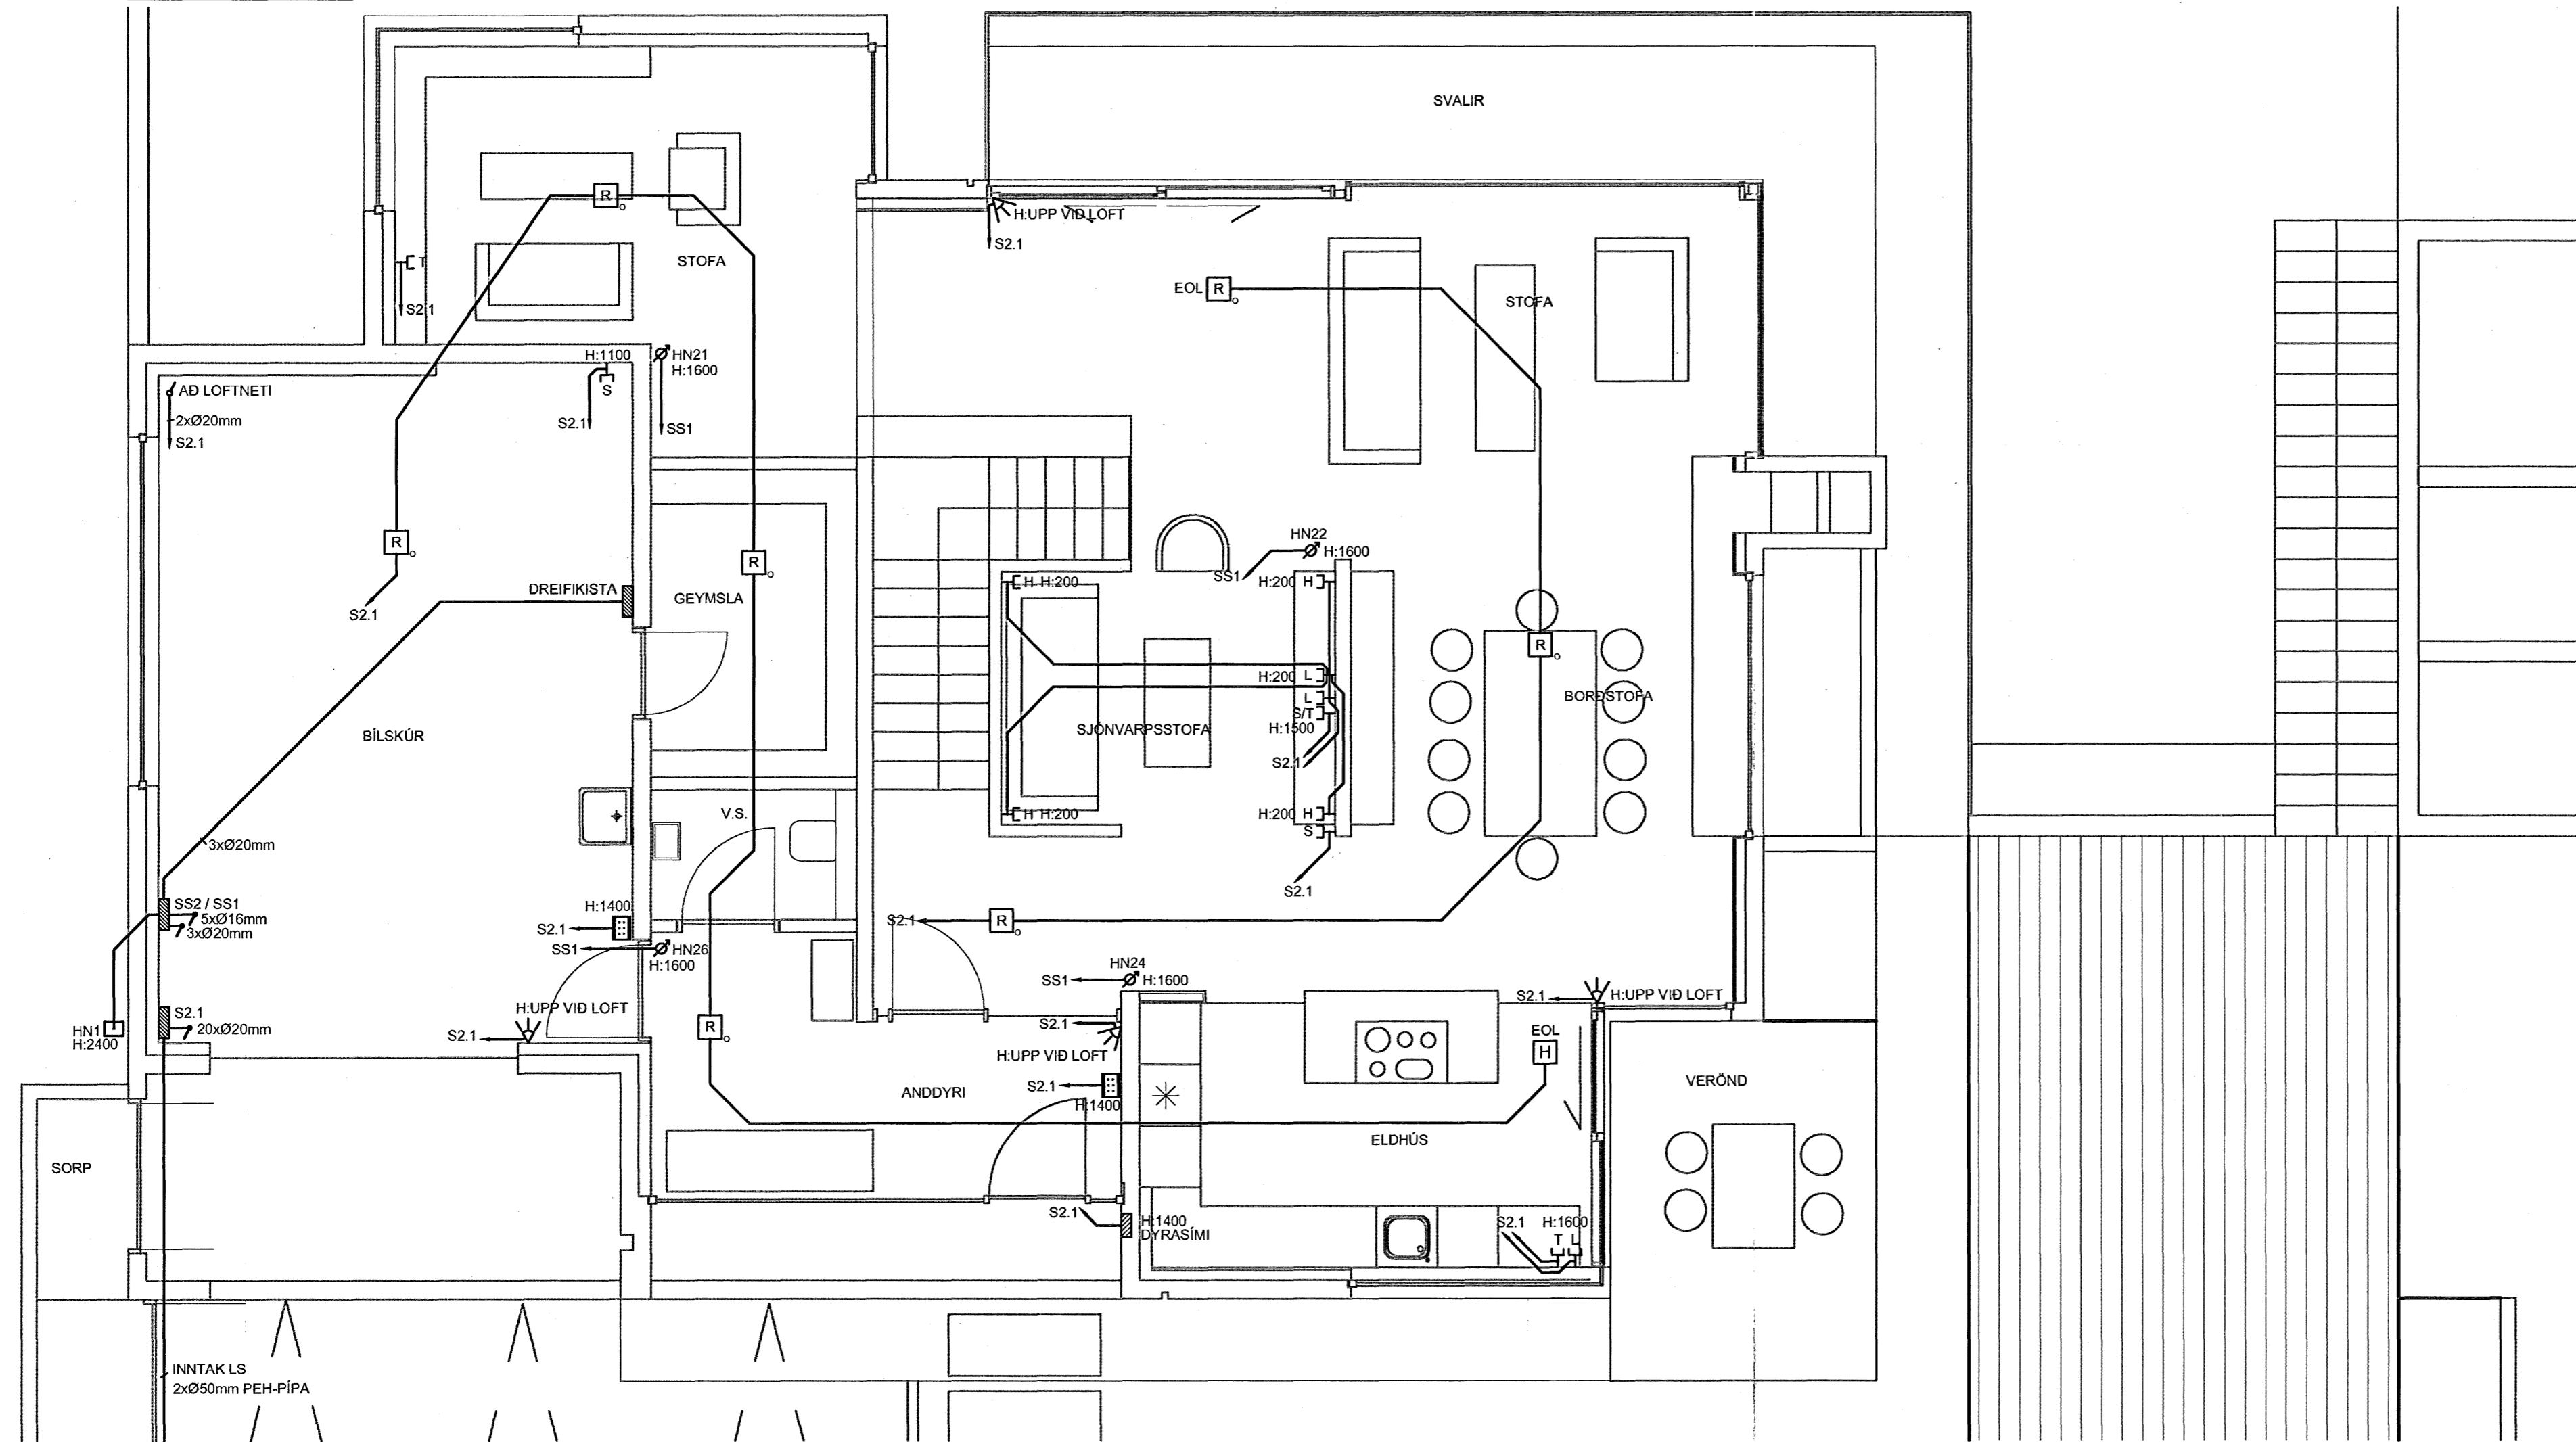 SVALIR
R
H:UPP VIÐ LOFT
S2.1
STOFA
T
S2.1
EOL R
STOFA
H:1100
S
S2.1
HN21
H:1600
SS1
AÐ LOFTNETI
2xØ20mm
S2.1
R
S2.1
R
HN22
H:1600
SS1
DREIFIKISTA
GEYMSLA
H H:200
H:200 H
R
H:200 L
L
S/T
H:1500
S2.1
BORÐSTOFA
SJÓNVARPSSTOFA
BÍLSKÚR
V.S.
H H:200
H:200 H
S
S2.1
3xØ20mm
SS2 / SS1
5xØ16mm
3xØ20mm
H:1400
S2.1
SS1
HN26
H:1600
S2.1
R
HN24
SS1
H:1600
S2.1
H:UPP VIÐ LOFT
S2.1
20xØ20mm
HN1
H:2400
H:UPP VIÐ LOFT
S2.1
R
S2.1
H:UPP VIÐ LOFT
EOL
H
S2.1
H:1400
ANDDYRI
VERÖND
ELDHÚS
SORP
S2.1
H:1400
DYRASÍMI
S2.1
H:1600
T L
INNTAK LS
2xØ50mm PEH-PÍPA